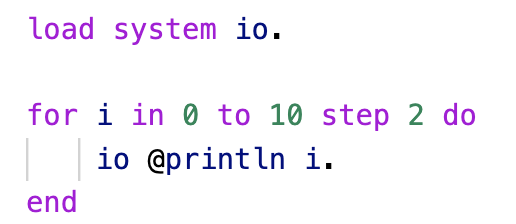 load system io.
for i in 0 to 10 step 2 do
io @println i.
end